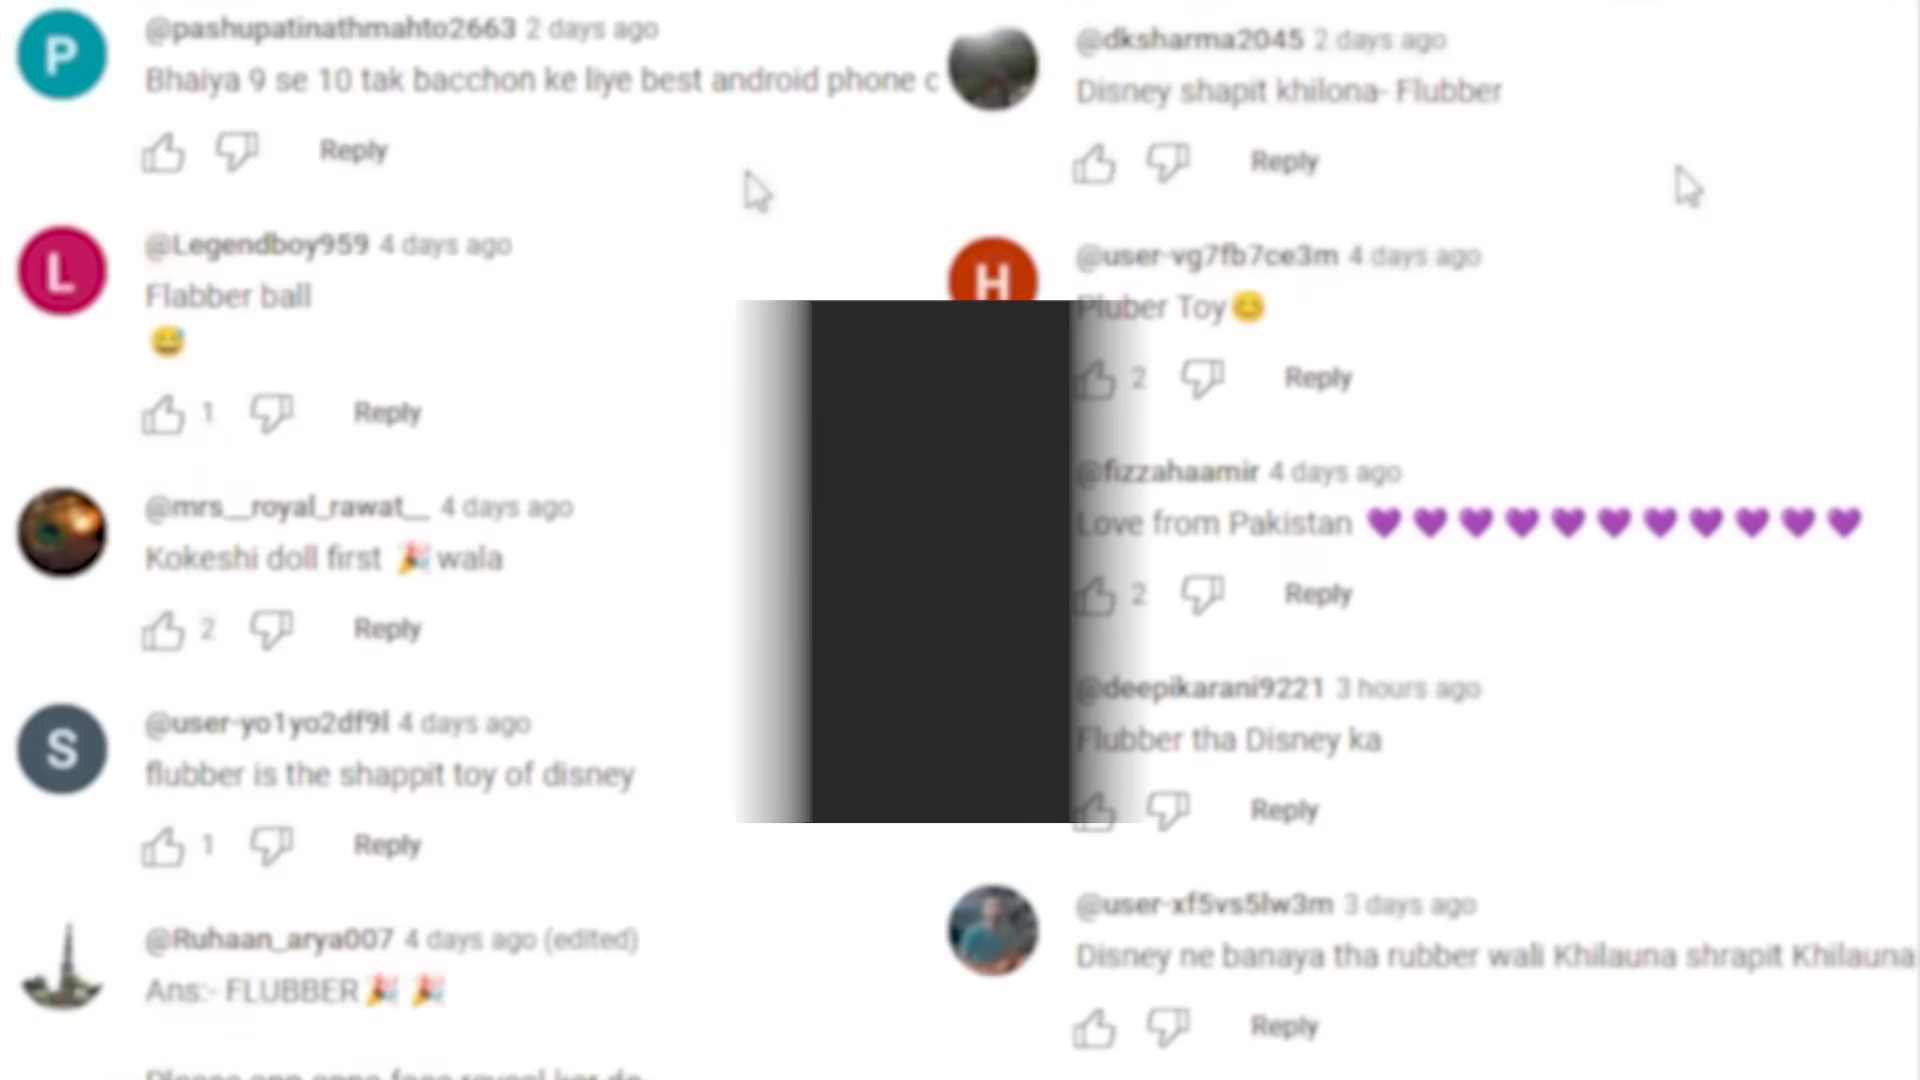 P
@pashupatinathmahto2663 2 days ago
Bhaiya 9 se 10 tak bacchon ke liye best android phone
Reply
L
@Legendboy959 4 days ago
Flabber ball
😅
1 Reply
@mrs__royal_rawat__ 4 days ago
Kokeshi doll first 🎉 wala
2 Reply
S
@user-yo1yo2df9l 4 days ago
flubber is the shappit toy of disney
1 Reply
@Ruhaan_arya007 4 days ago (edited)
Ans:- FLUBBER🎉 🎉
@dksharma2045 2 days ago
Disney shapit khilona- Flubber
Reply
H
@user-vg7fb7ce3m 4 days ago
Pluber Toy😊
2 Reply
@fizzahaamir 4 days ago
Love from Pakistan 💜💜💜💜💜💜💜💜💜💜💜
2 Reply
@deepikarani9221 3 hours ago
Flubber tha Disney ka
Reply
@user-xf5vs5lw3m 3 days ago
Disney ne banaya tha rubber wali Khilauna shrapit Khilauna
Reply